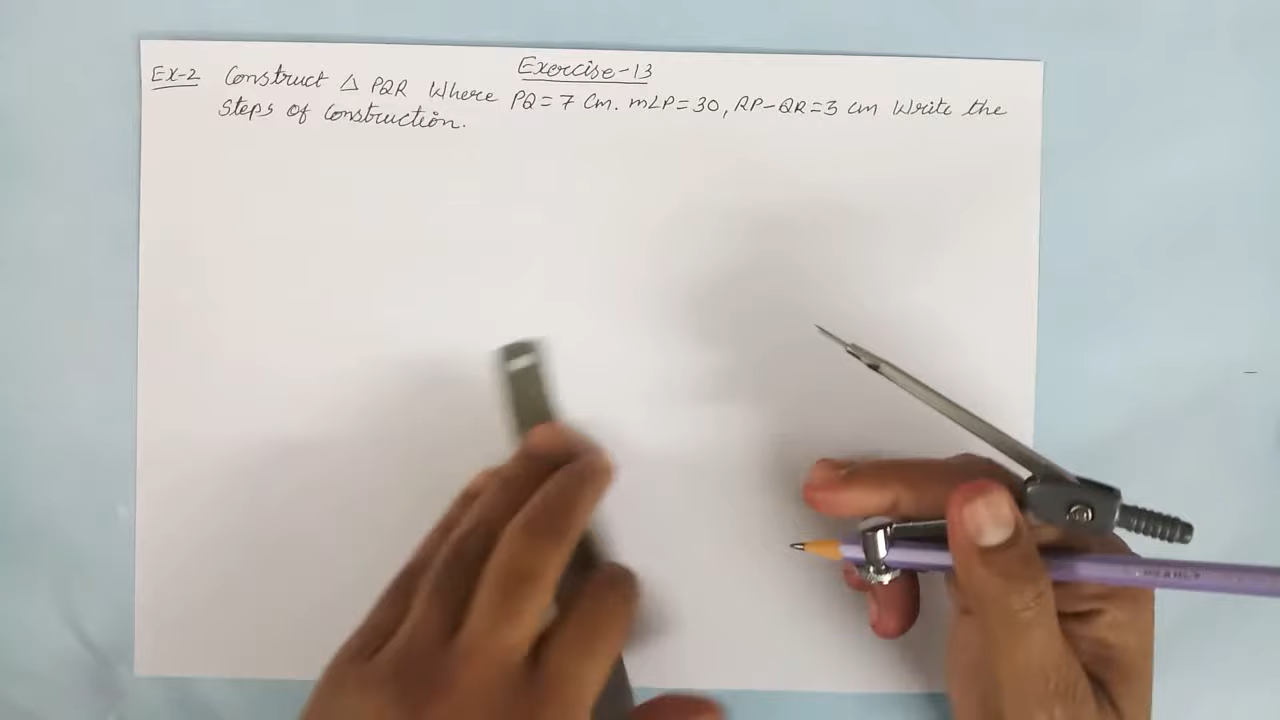 Exercise-13
Ex-2 Construct △ PQR Where PQ = 7 Cm. m∠P=30, RP-QR=3 cm Write the
steps of construction.